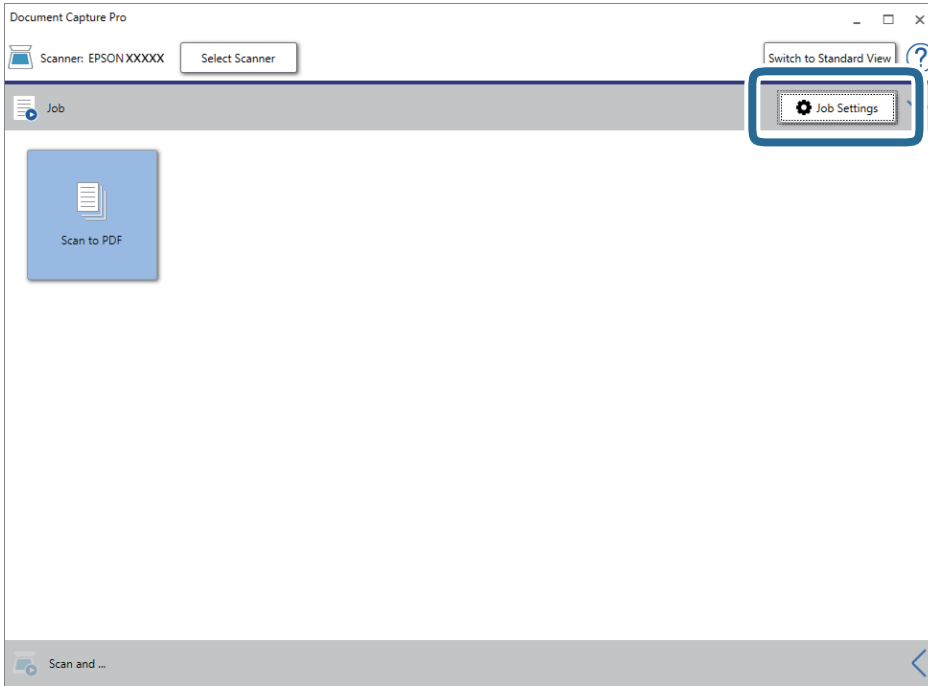 Document Capture Pro
Scanner: EPSON XXXXX
Select Scanner
Switch to Standard View
?
Job
Job Settings
Scan to PDF
Scan and ...